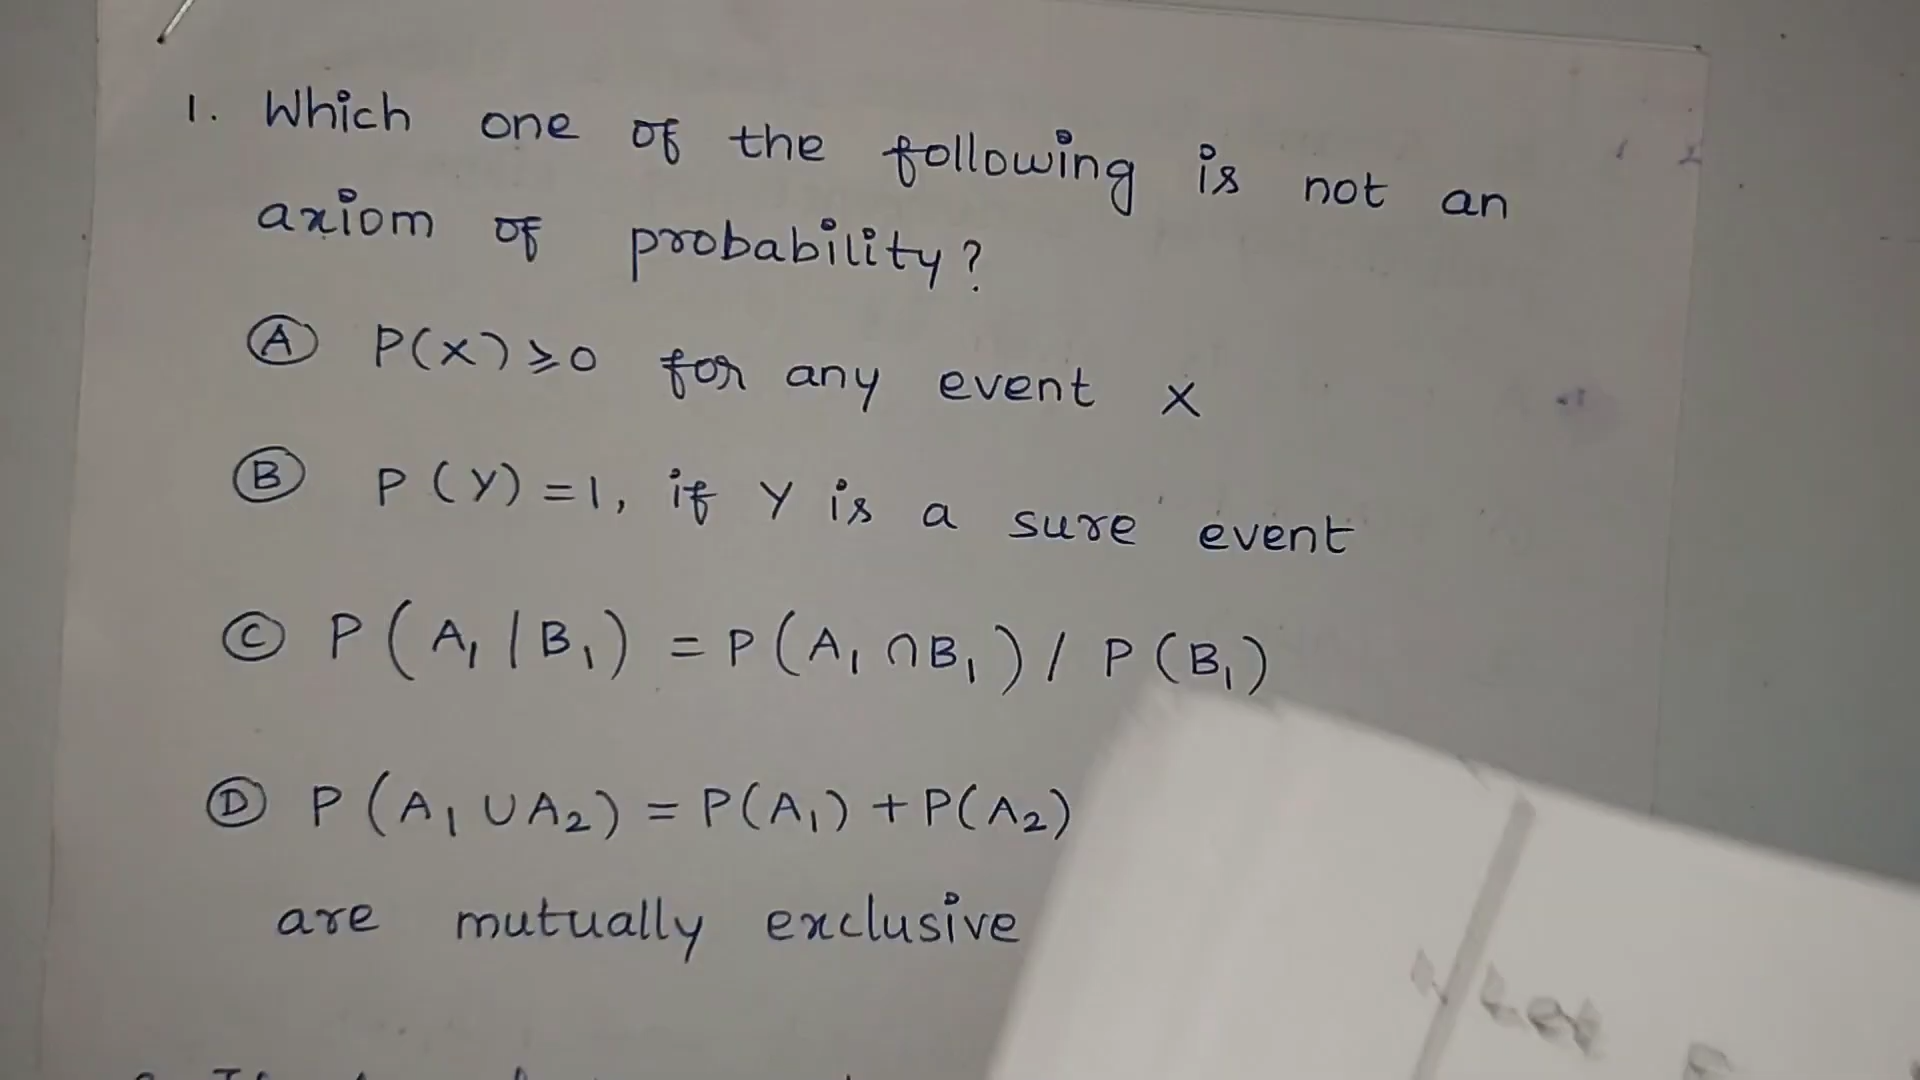 1. Which one of the following is not an
axiom of probability?
Ⓐ P(X) ⩾ 0 for any event X
Ⓑ P(Y) = 1, if Y is a sure event
Ⓒ P(A₁ | B₁) = P(A₁ ∩ B₁) / P(B₁)
Ⓓ P(A₁ ∪ A₂) = P(A₁) + P(A₂)
are mutually exclusive